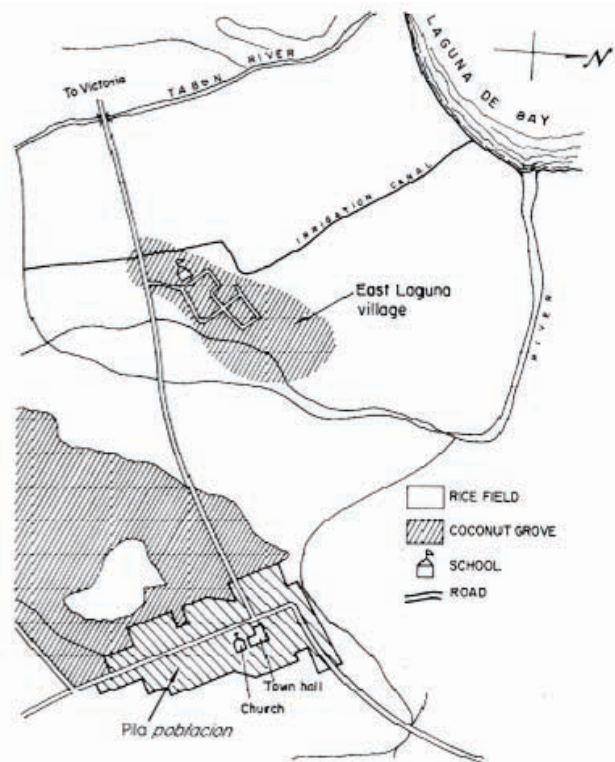 LAGUNA DE BAY
N
To Victoria
TABON RIVER
IRRIGATION CANAL
East Laguna
village
RIVER
RICE FIELD
COCONUT GROVE
SCHOOL
ROAD
Town hall
Church
Pila poblacion